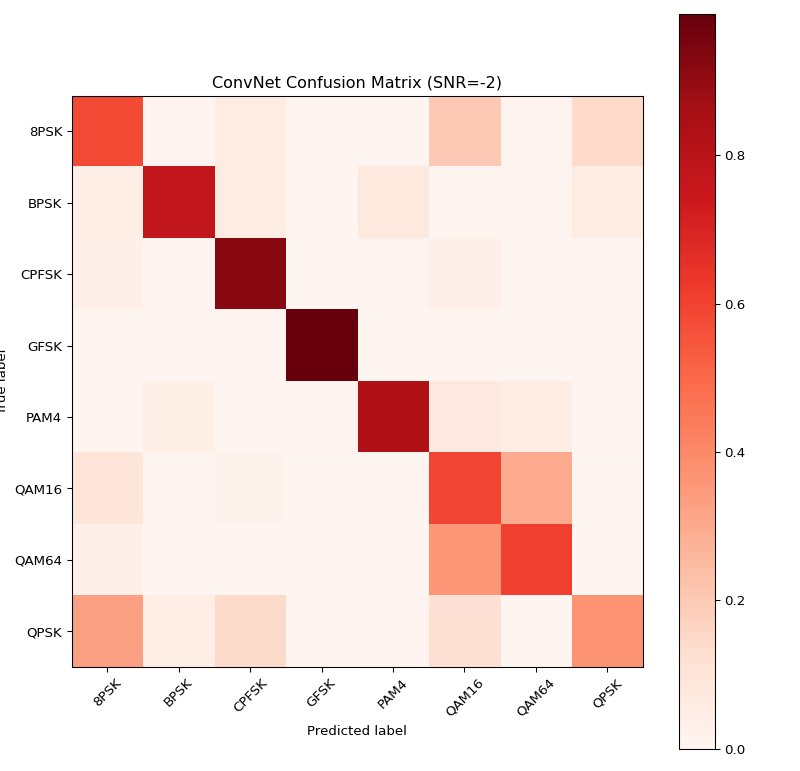 ConvNet Confusion Matrix (SNR=-2)
8PSK
BPSK
CPFSK
GFSK
PAM4
QAM16
QAM64
QPSK
8PSK BPSK CPFSK GFSK PAM4 QAM16 QAM64 QPSK
Predicted label
label
0.8
0.6
0.4
0.2
0.0